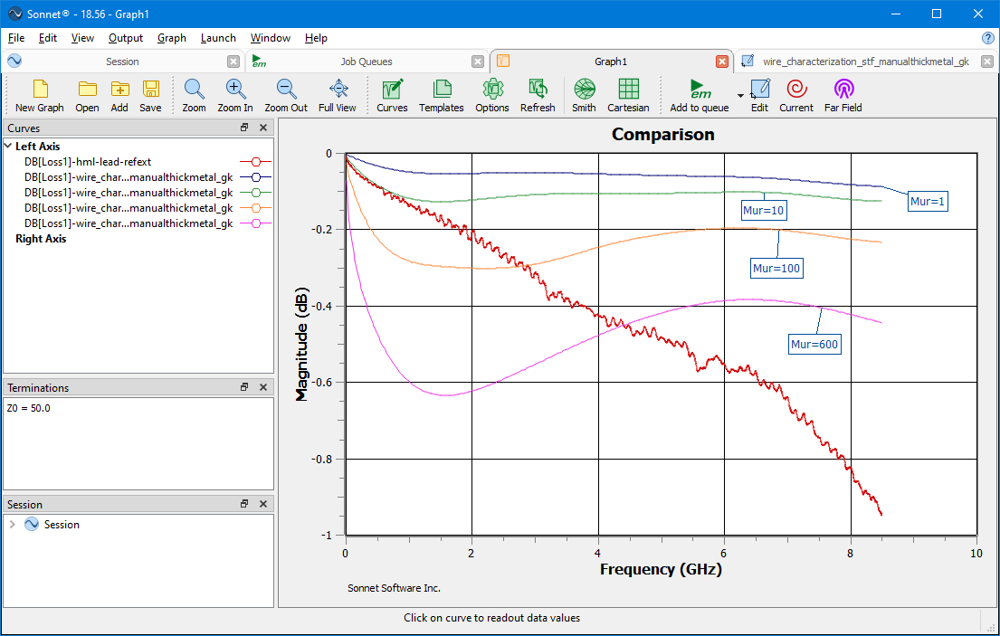 Sonnet® - 18.56 - Graph1
File Edit View Output Graph Launch Window Help
Session
em
Job Queues
Graph1
wire_characterization_stf_manualthickmetal_gk
New Graph Open Add Save Zoom Zoom In Zoom Out Full View Curves Templates Options Refresh Smith Cartesian em Add to queue Edit Current Far Field
Curves
Left Axis
DB[Loss1]-hml-lead-refext
DB[Loss1]-wire_char...manualthickmetal_gk
DB[Loss1]-wire_char...manualthickmetal_gk
DB[Loss1]-wire_char...manualthickmetal_gk
DB[Loss1]-wire_char...manualthickmetal_gk
Right Axis
Terminations
Z0 = 50.0
Session
Session
Comparison
Magnitude (dB)
0
-0.2
-0.4
-0.6
-0.8
-1
Mur=1
Mur=10
Mur=100
Mur=600
0 2 4 6 8 10
Frequency (GHz)
Sonnet Software Inc.
Click on curve to readout data values